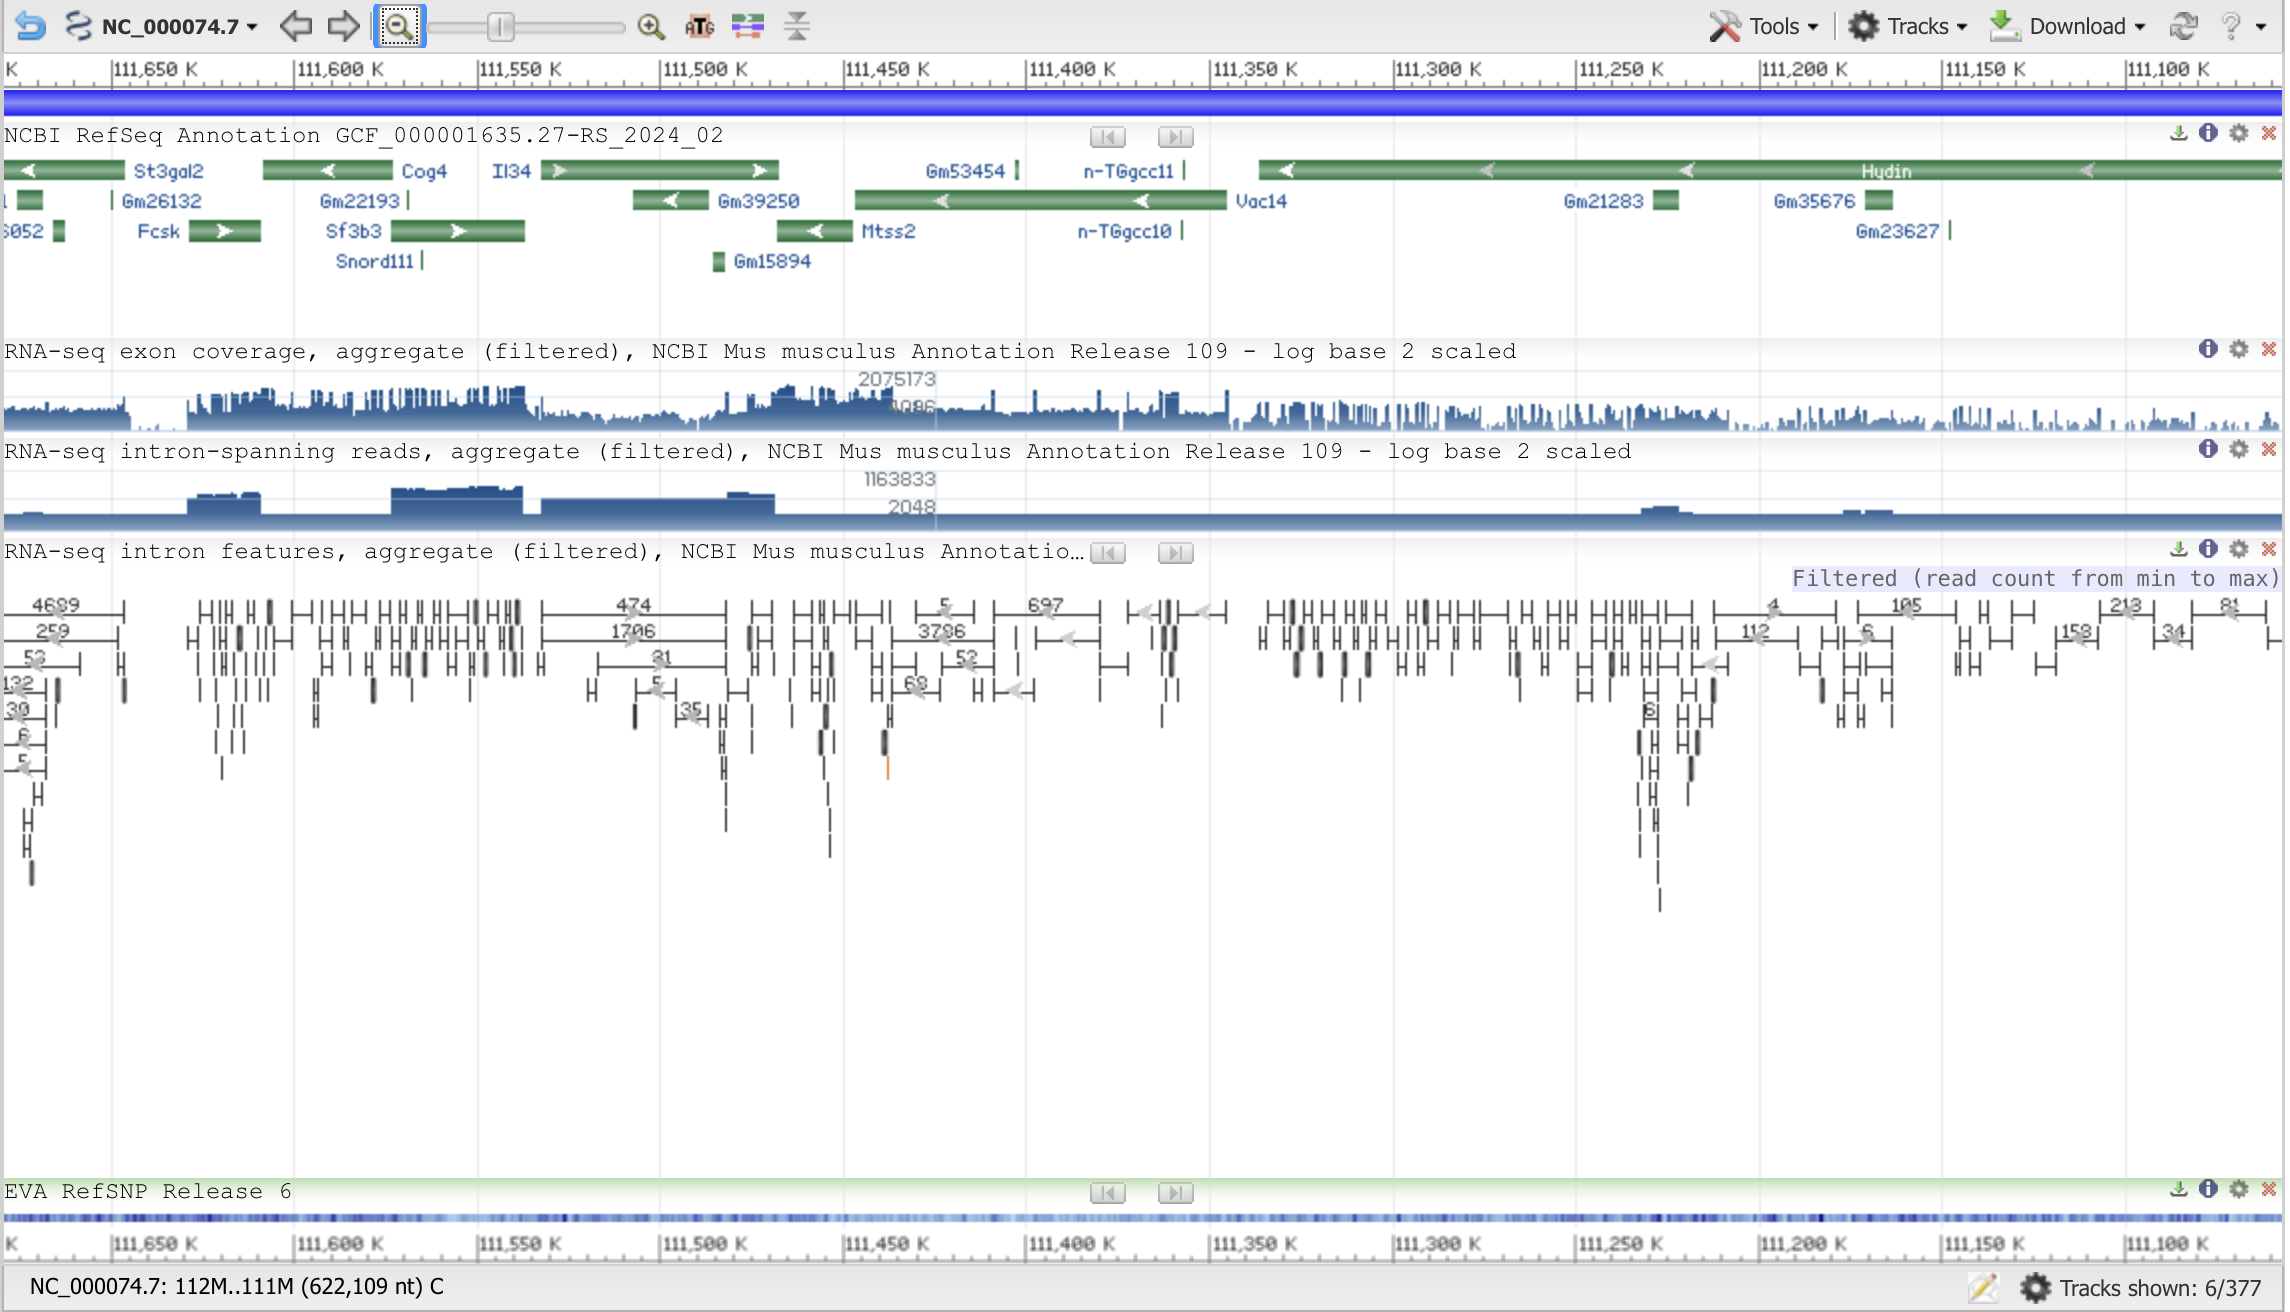 NC_000074.7 Tools Tracks Download ?
K 111,650 K 111,600 K 111,550 K 111,500 K 111,450 K 111,400 K 111,350 K 111,300 K 111,250 K 111,200 K 111,150 K 111,100 K
NCBI RefSeq Annotation GCF_000001635.27-RS_2024_02
St3gal2 Cog4 Il34 Gm53454 n-TGgcc11 Hydin
Gm26132 Gm22193 Gm39250 Vac14 Gm21283 Gm35676
6052 Fcsk Sf3b3 Mtss2 n-TGgcc10 Gm23627
Snord111 Gm15894
RNA-seq exon coverage, aggregate (filtered), NCBI Mus musculus Annotation Release 109 - log base 2 scaled
2075173
4096
RNA-seq intron-spanning reads, aggregate (filtered), NCBI Mus musculus Annotation Release 109 - log base 2 scaled
1163833
2048
RNA-seq intron features, aggregate (filtered), NCBI Mus musculus Annotatio…
Filtered (read count from min to max)
4689 474 5 697 4 105 213 81
259 1706 3786 112 6 158 34
53 31 52
132 5 68
30 35 6
6
5
EVA RefSNP Release 6
K 111,650 K 111,600 K 111,550 K 111,500 K 111,450 K 111,400 K 111,350 K 111,300 K 111,250 K 111,200 K 111,150 K 111,100 K
NC_000074.7: 112M..111M (622,109 nt) C Tracks shown: 6/377